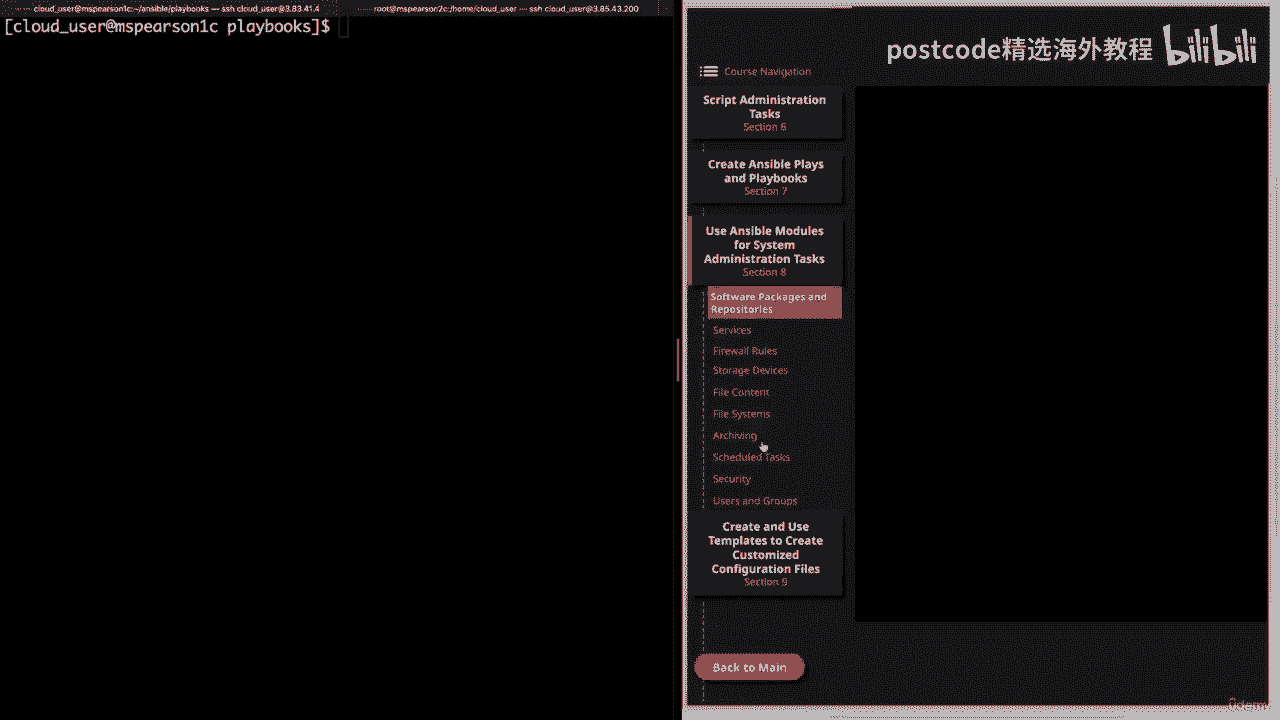 cloud_user@mspearson1c:~/ansible/playbooks — ssh cloud_user@3.83.41.4
root@mspearson2c:/home/cloud_user — ssh cloud_user@3.85.43.200
[cloud_user@mspearson1c playbooks]$
postcode精选海外教程 bilibili
Course Navigation
Script Administration
Tasks
Section 6
Create Ansible Plays
and Playbooks
Section 7
Use Ansible Modules
for System
Administration Tasks
Section 8
Software Packages and
Repositories
Services
Firewall Rules
Storage Devices
File Content
File Systems
Archiving
Scheduled Tasks
Security
Users and Groups
Create and Use
Templates to Create
Customized
Configuration Files
Section 9
Back to Main
ûdemy